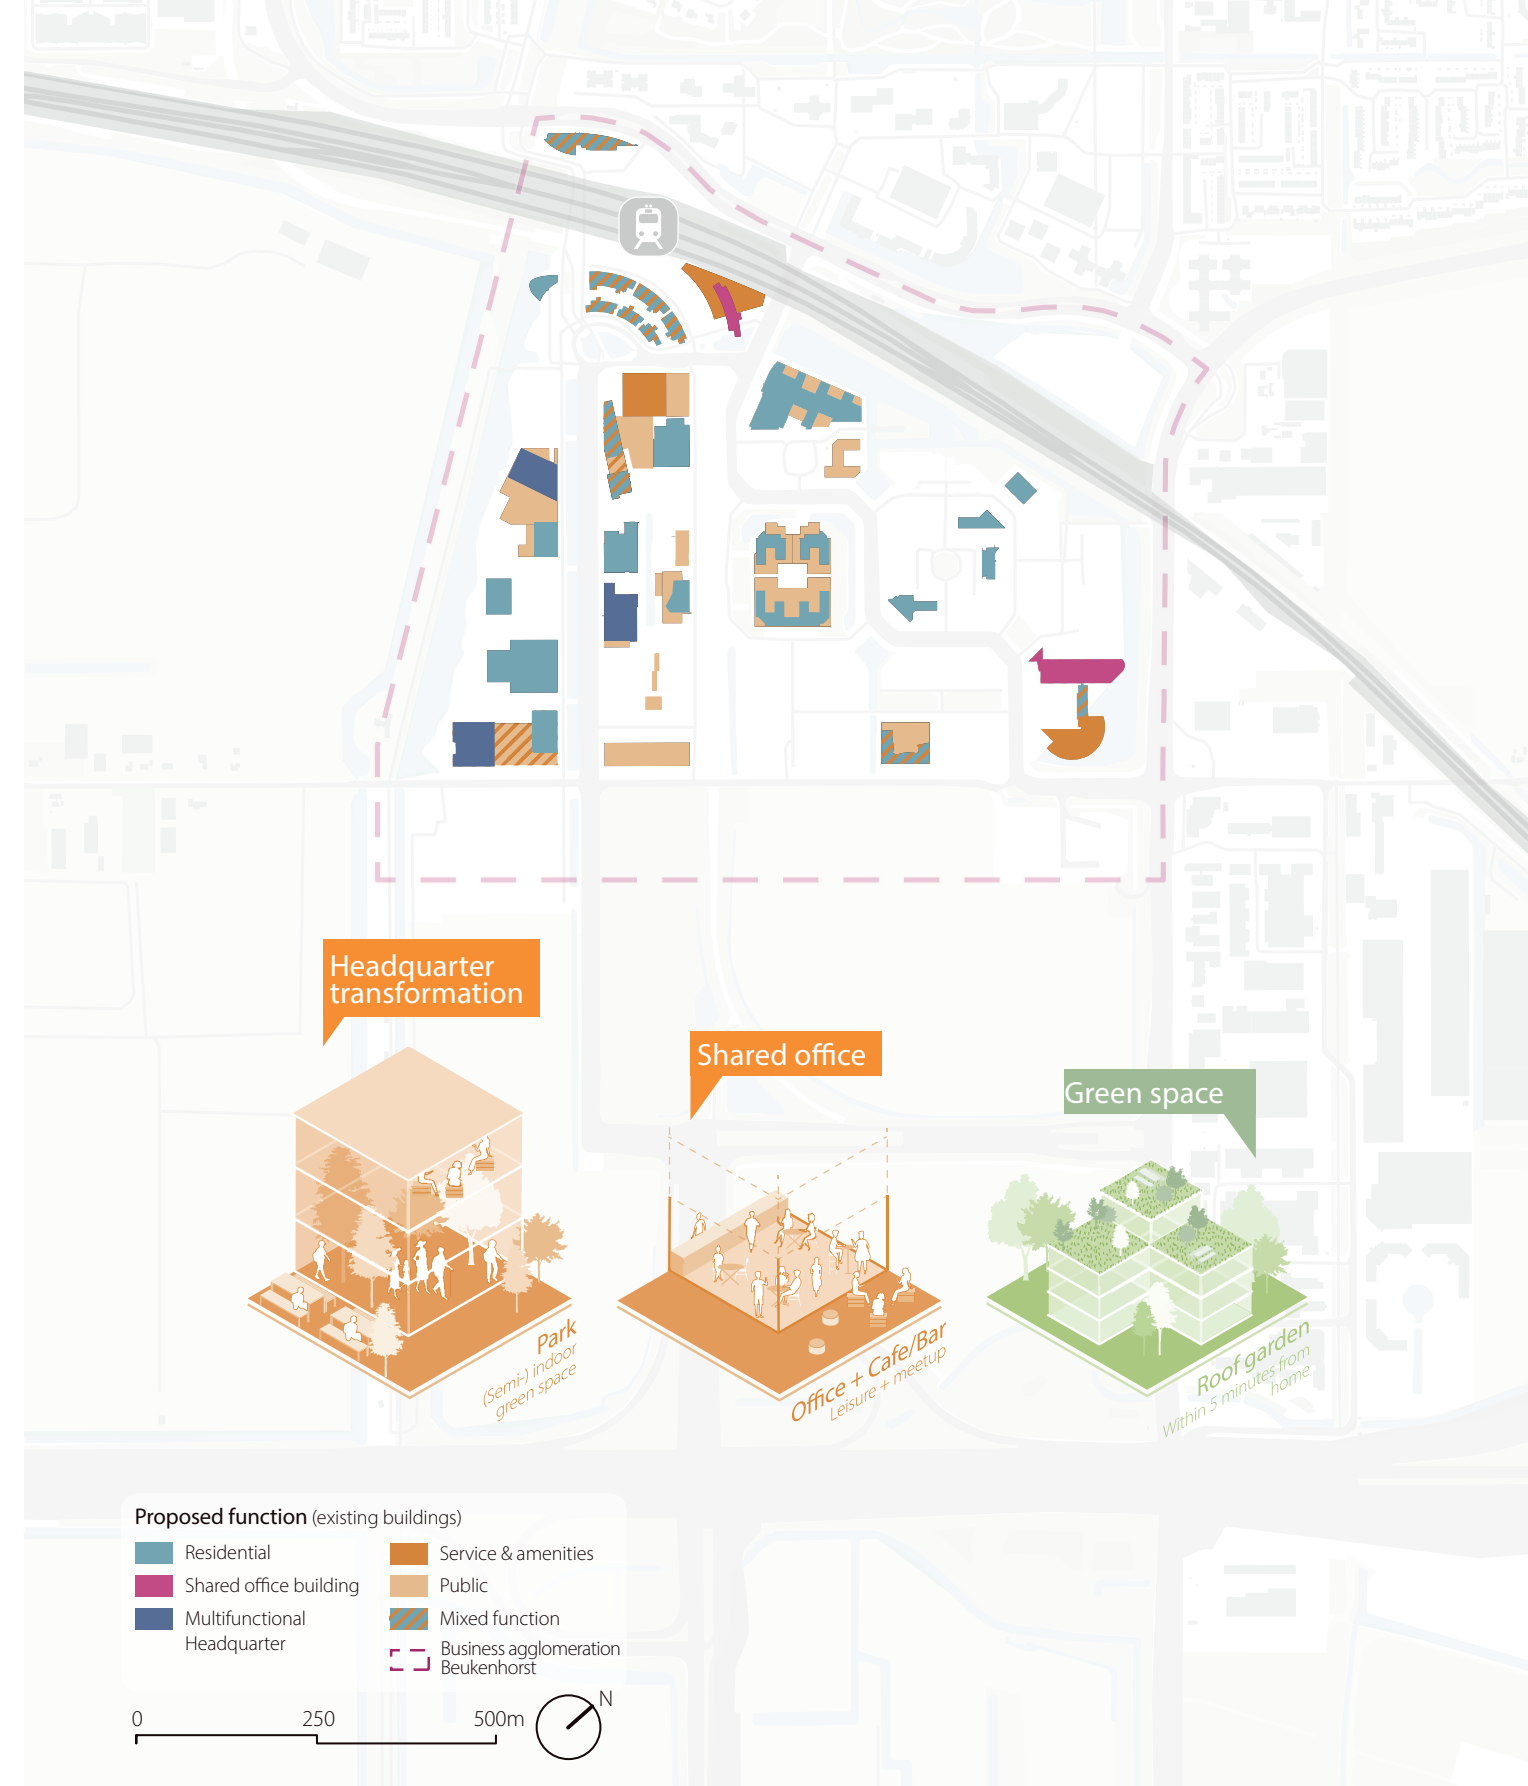 Headquarter
transformation
Shared office
Green space
Park
(Semi-) indoor
green space
Office + Cafe/Bar
Leisure + meetup
Roof garden
Within 5 minutes from
home
Proposed function (existing buildings)
Residential
Shared office building
Multifunctional
Headquarter
Service & amenities
Public
Mixed function
Business agglomeration
Beukenhorst
0 250 500m
N